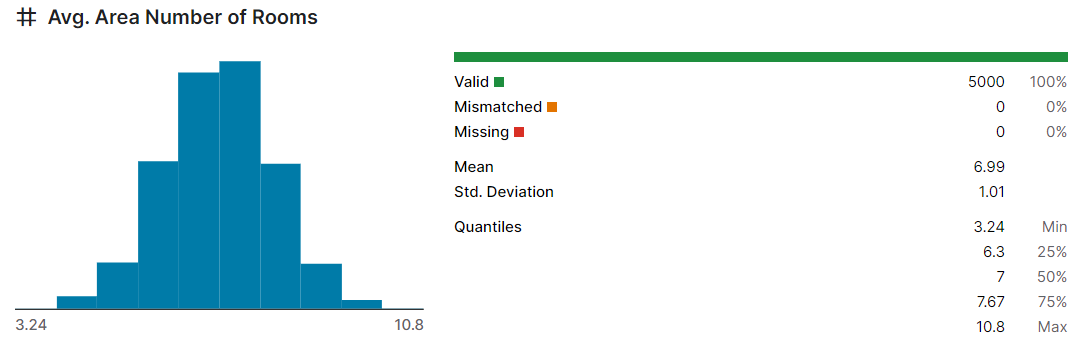 # Avg. Area Number of Rooms
Valid 5000 100%
Mismatched 0 0%
Missing 0 0%
Mean 6.99
Std. Deviation 1.01
Quantiles 3.24 Min
6.3 25%
7 50%
7.67 75%
10.8 Max
3.24 10.8